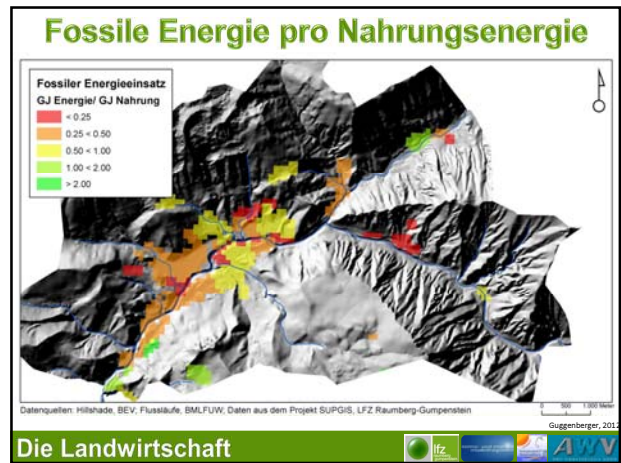 Fossile Energie pro Nahrungsenergie
Fossiler Energieeinsatz
GJ Energie/ GJ Nahrung
< 0.25
0.25 < 0.50
0.50 < 1.00
1.00 < 2.00
> 2.00
0 500 1.000 Meter
Datenquellen: Hillshade, BEV; Flussläufe, BMLFUW; Daten aus dem Projekt SUPGIS, LFZ Raumberg-Gumpenstein
Guggenberger, 2012
Die Landwirtschaft
lfz
AWV